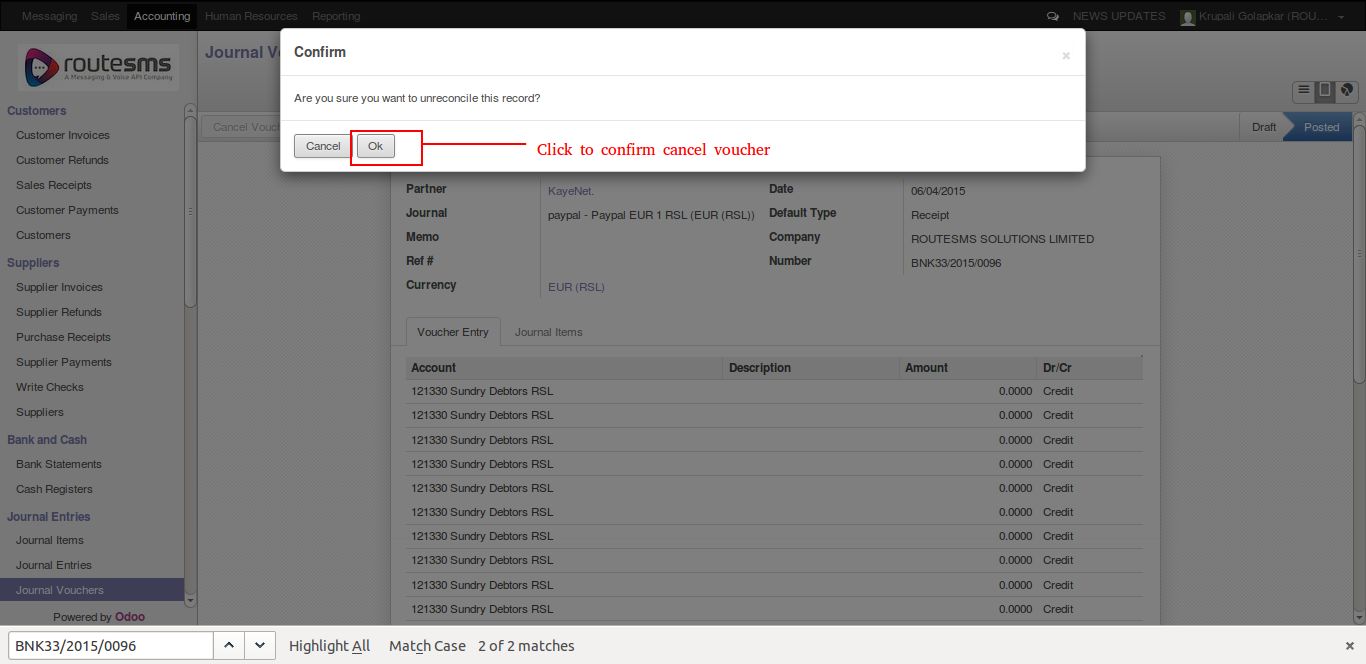 Messaging Sales Accounting Human Resources Reporting NEWS UPDATES Krupali Golapkar (ROU...
routesms
A Messaging & Voice API Company
Customers
Customer Invoices
Customer Refunds
Sales Receipts
Customer Payments
Customers
Suppliers
Supplier Invoices
Supplier Refunds
Purchase Receipts
Supplier Payments
Write Checks
Suppliers
Bank and Cash
Bank Statements
Cash Registers
Journal Entries
Journal Items
Journal Entries
Journal Vouchers
Powered by Odoo
Journal V
Cancel Vouch
Draft Posted
Confirm ×
Are you sure you want to unreconcile this record?
Cancel Ok Click to confirm cancel voucher
Partner KayeNet. Date 06/04/2015
Journal paypal - Paypal EUR 1 RSL (EUR (RSL)) Default Type Receipt
Memo Company ROUTESMS SOLUTIONS LIMITED
Ref # Number BNK33/2015/0096
Currency EUR (RSL)
Voucher Entry Journal Items
Account Description Amount Dr/Cr
121330 Sundry Debtors RSL 0.0000 Credit
121330 Sundry Debtors RSL 0.0000 Credit
121330 Sundry Debtors RSL 0.0000 Credit
121330 Sundry Debtors RSL 0.0000 Credit
121330 Sundry Debtors RSL 0.0000 Credit
121330 Sundry Debtors RSL 0.0000 Credit
121330 Sundry Debtors RSL 0.0000 Credit
121330 Sundry Debtors RSL 0.0000 Credit
121330 Sundry Debtors RSL 0.0000 Credit
121330 Sundry Debtors RSL 0.0000 Credit
BNK33/2015/0096 Highlight All Match Case 2 of 2 matches ×